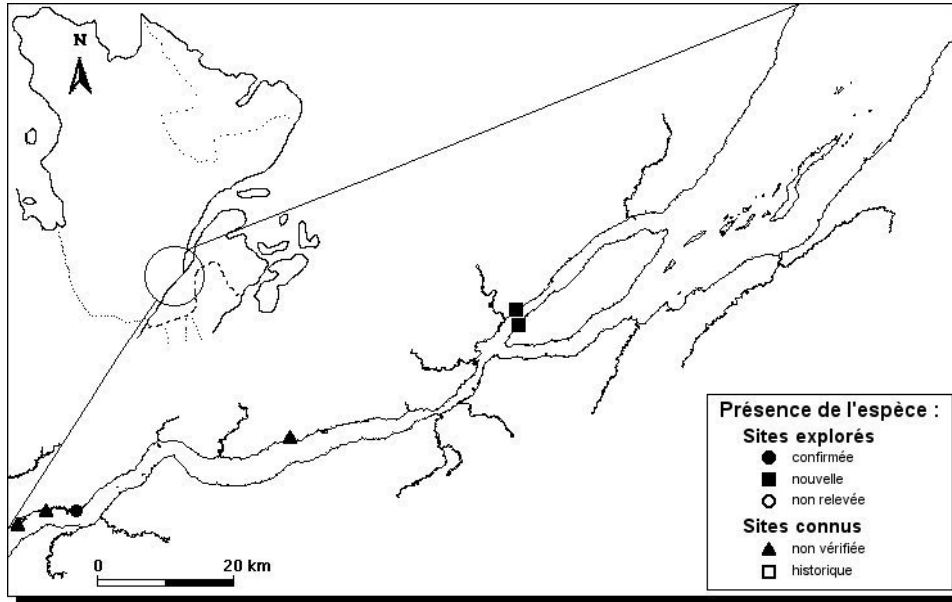 N
Présence de l'espèce :
Sites explorés
confirmée
nouvelle
non relevée
Sites connus
non vérifiée
historique
0 20 km